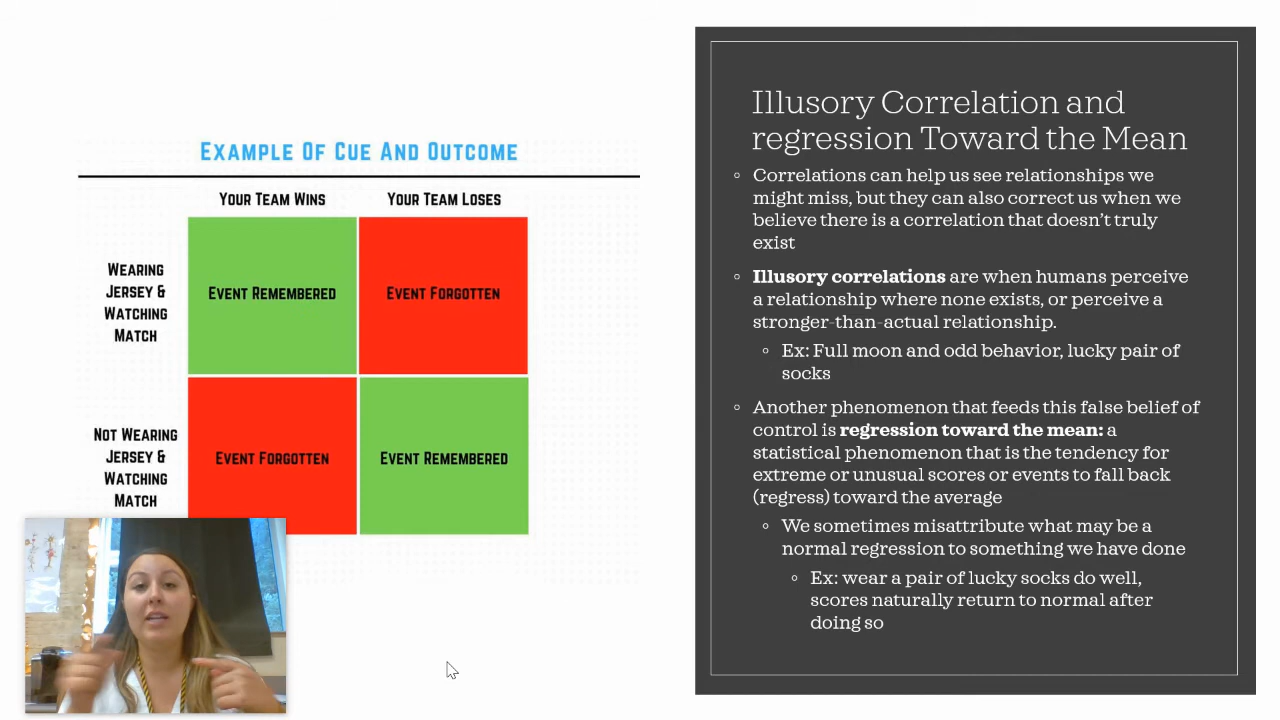 EXAMPLE OF CUE AND OUTCOME
YOUR TEAM WINS
YOUR TEAM LOSES
WEARING
JERSEY &
WATCHING
MATCH
EVENT REMEMBERED
EVENT FORGOTTEN
NOT WEARING
JERSEY &
WATCHING
MATCH
EVENT FORGOTTEN
EVENT REMEMBERED
Illusory Correlation and
regression Toward the Mean
Correlations can help us see relationships we
might miss, but they can also correct us when we
believe there is a correlation that doesn't truly
exist
Illusory correlations are when humans perceive
a relationship where none exists, or perceive a
stronger-than-actual relationship.
Ex: Full moon and odd behavior, lucky pair of
socks
Another phenomenon that feeds this false belief of
control is regression toward the mean: a
statistical phenomenon that is the tendency for
extreme or unusual scores or events to fall back
(regress) toward the average
We sometimes misattribute what may be a
normal regression to something we have done
Ex: wear a pair of lucky socks do well,
scores naturally return to normal after
doing so